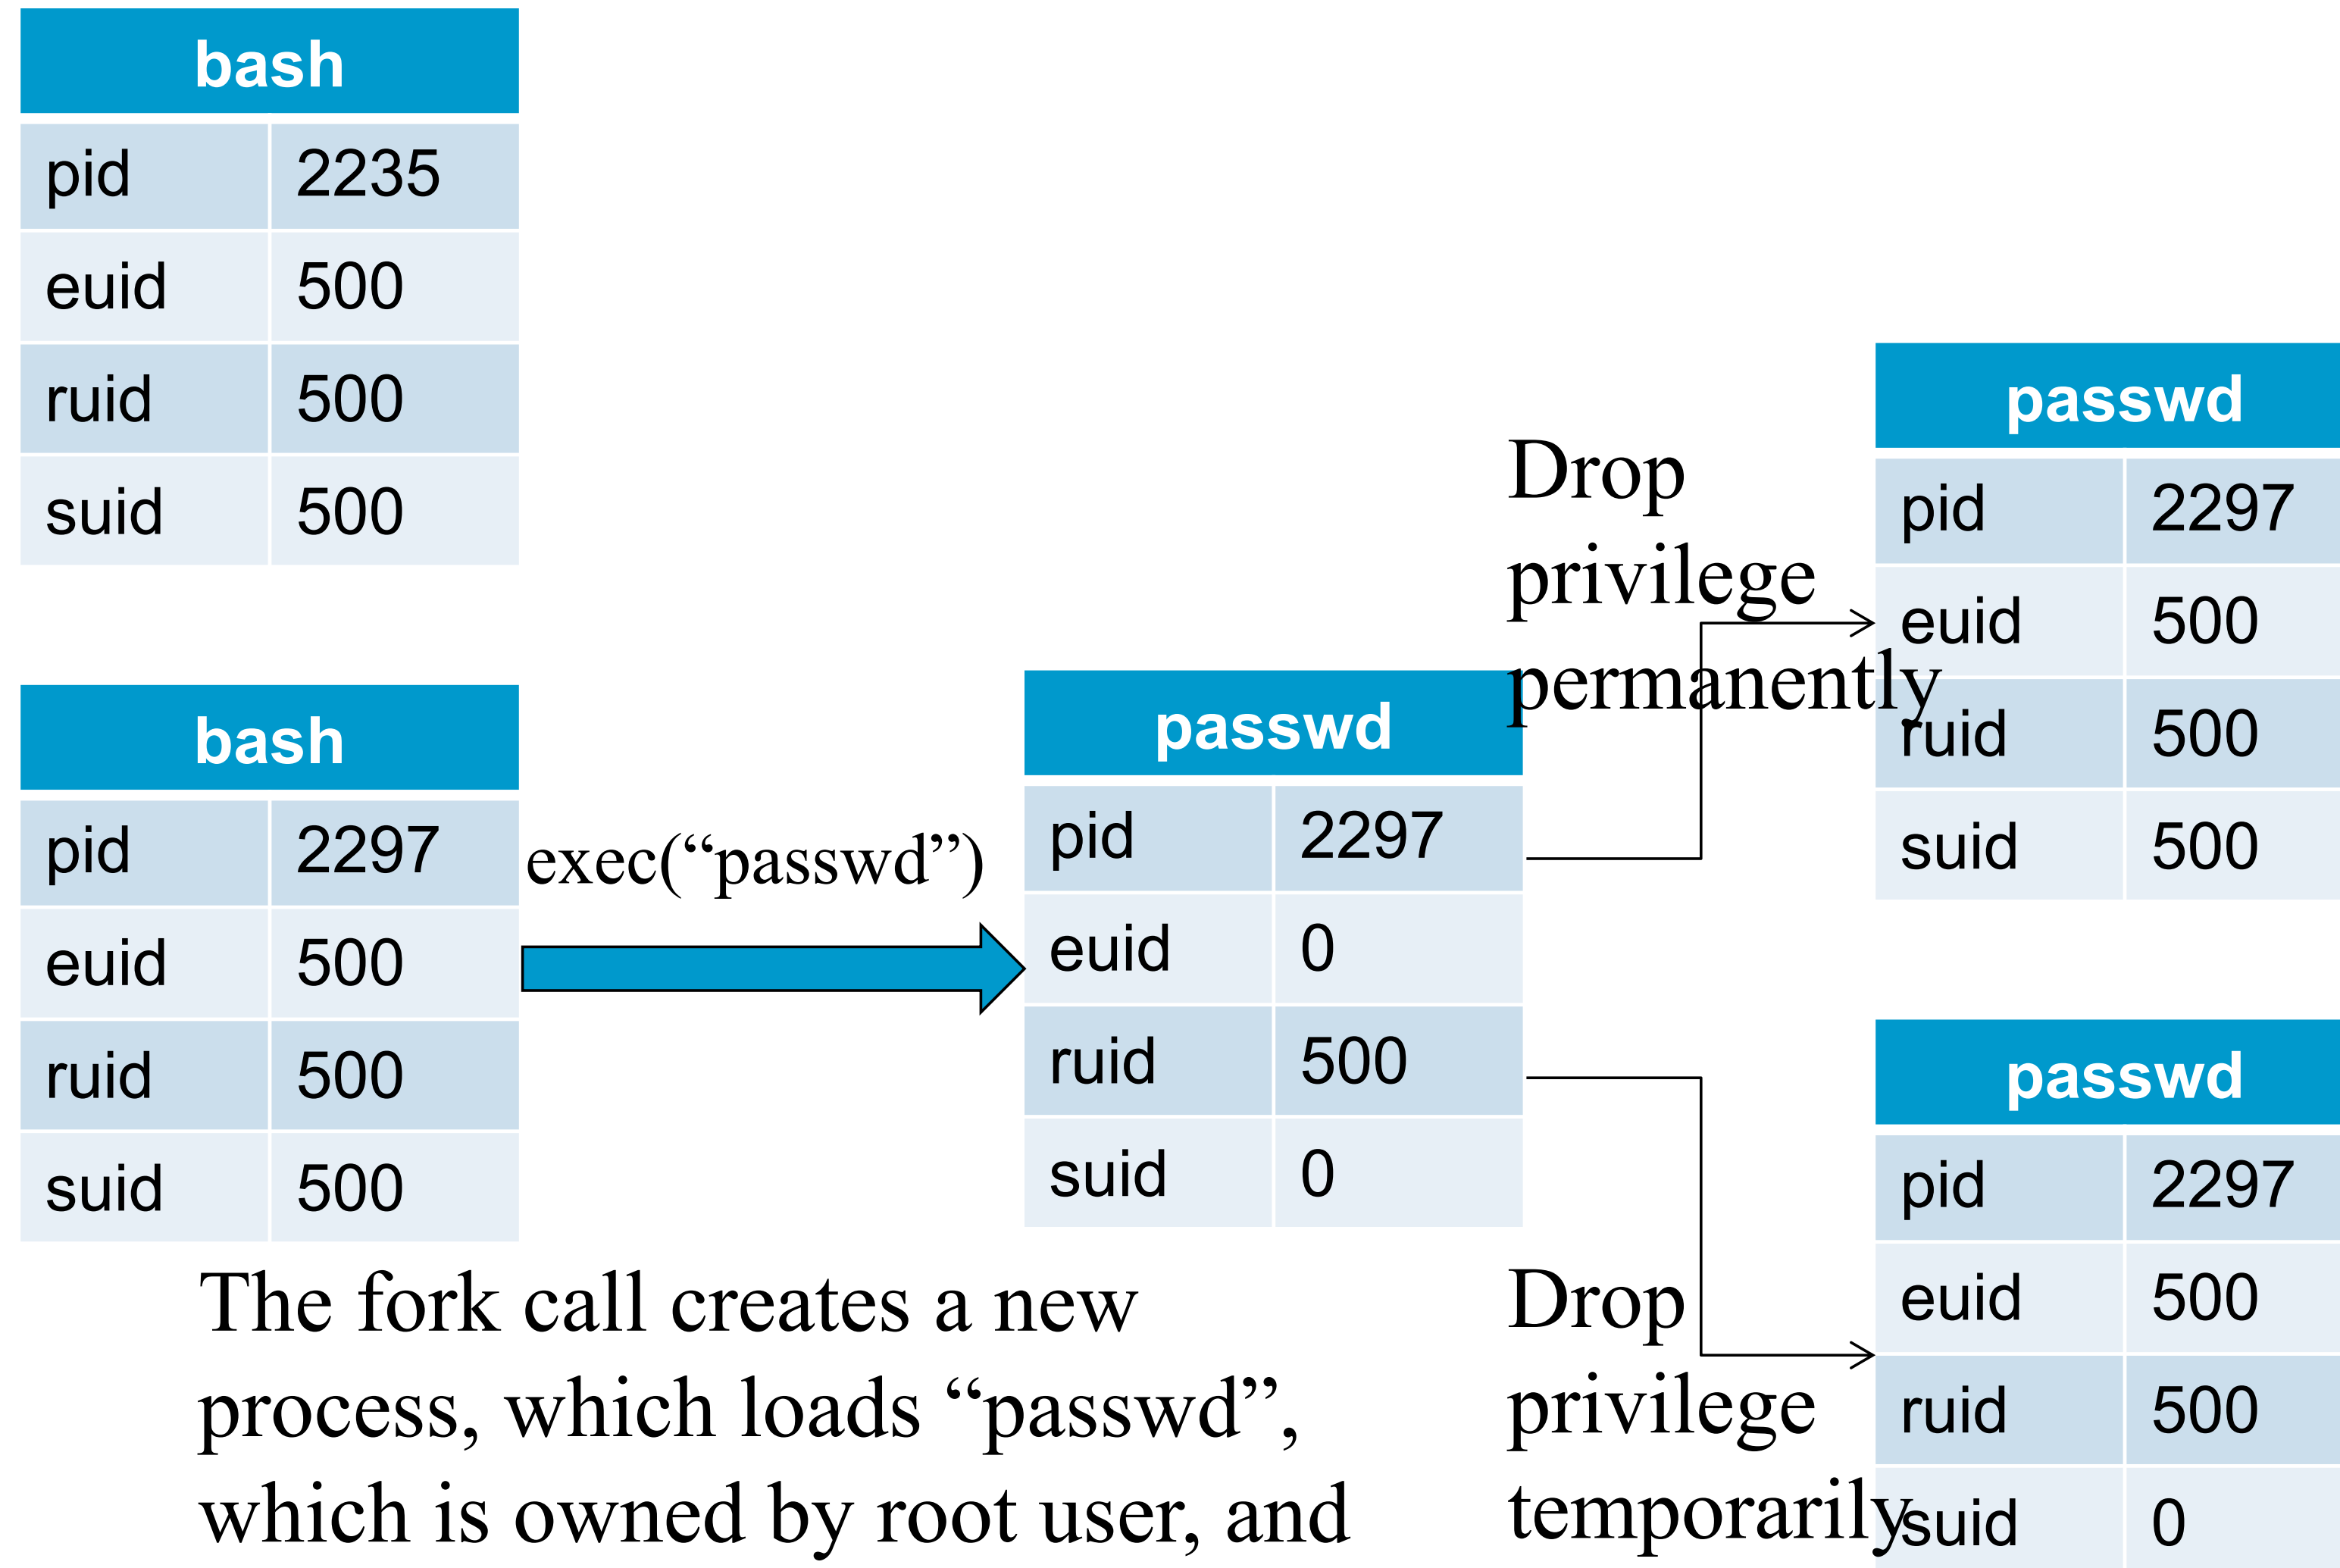 bash
pid 2235
euid 500
ruid 500
suid 500
bash
pid 2297
euid 500
ruid 500
suid 500
exec(“passwd”)
passwd
pid 2297
euid 0
ruid 500
suid 0
Drop
privilege
permanently
passwd
pid 2297
euid 500
ruid 500
suid 500
Drop
privilege
temporarily
passwd
pid 2297
euid 500
ruid 500
suid 0
The fork call creates a new
process, which loads “passwd”,
which is owned by root user, and